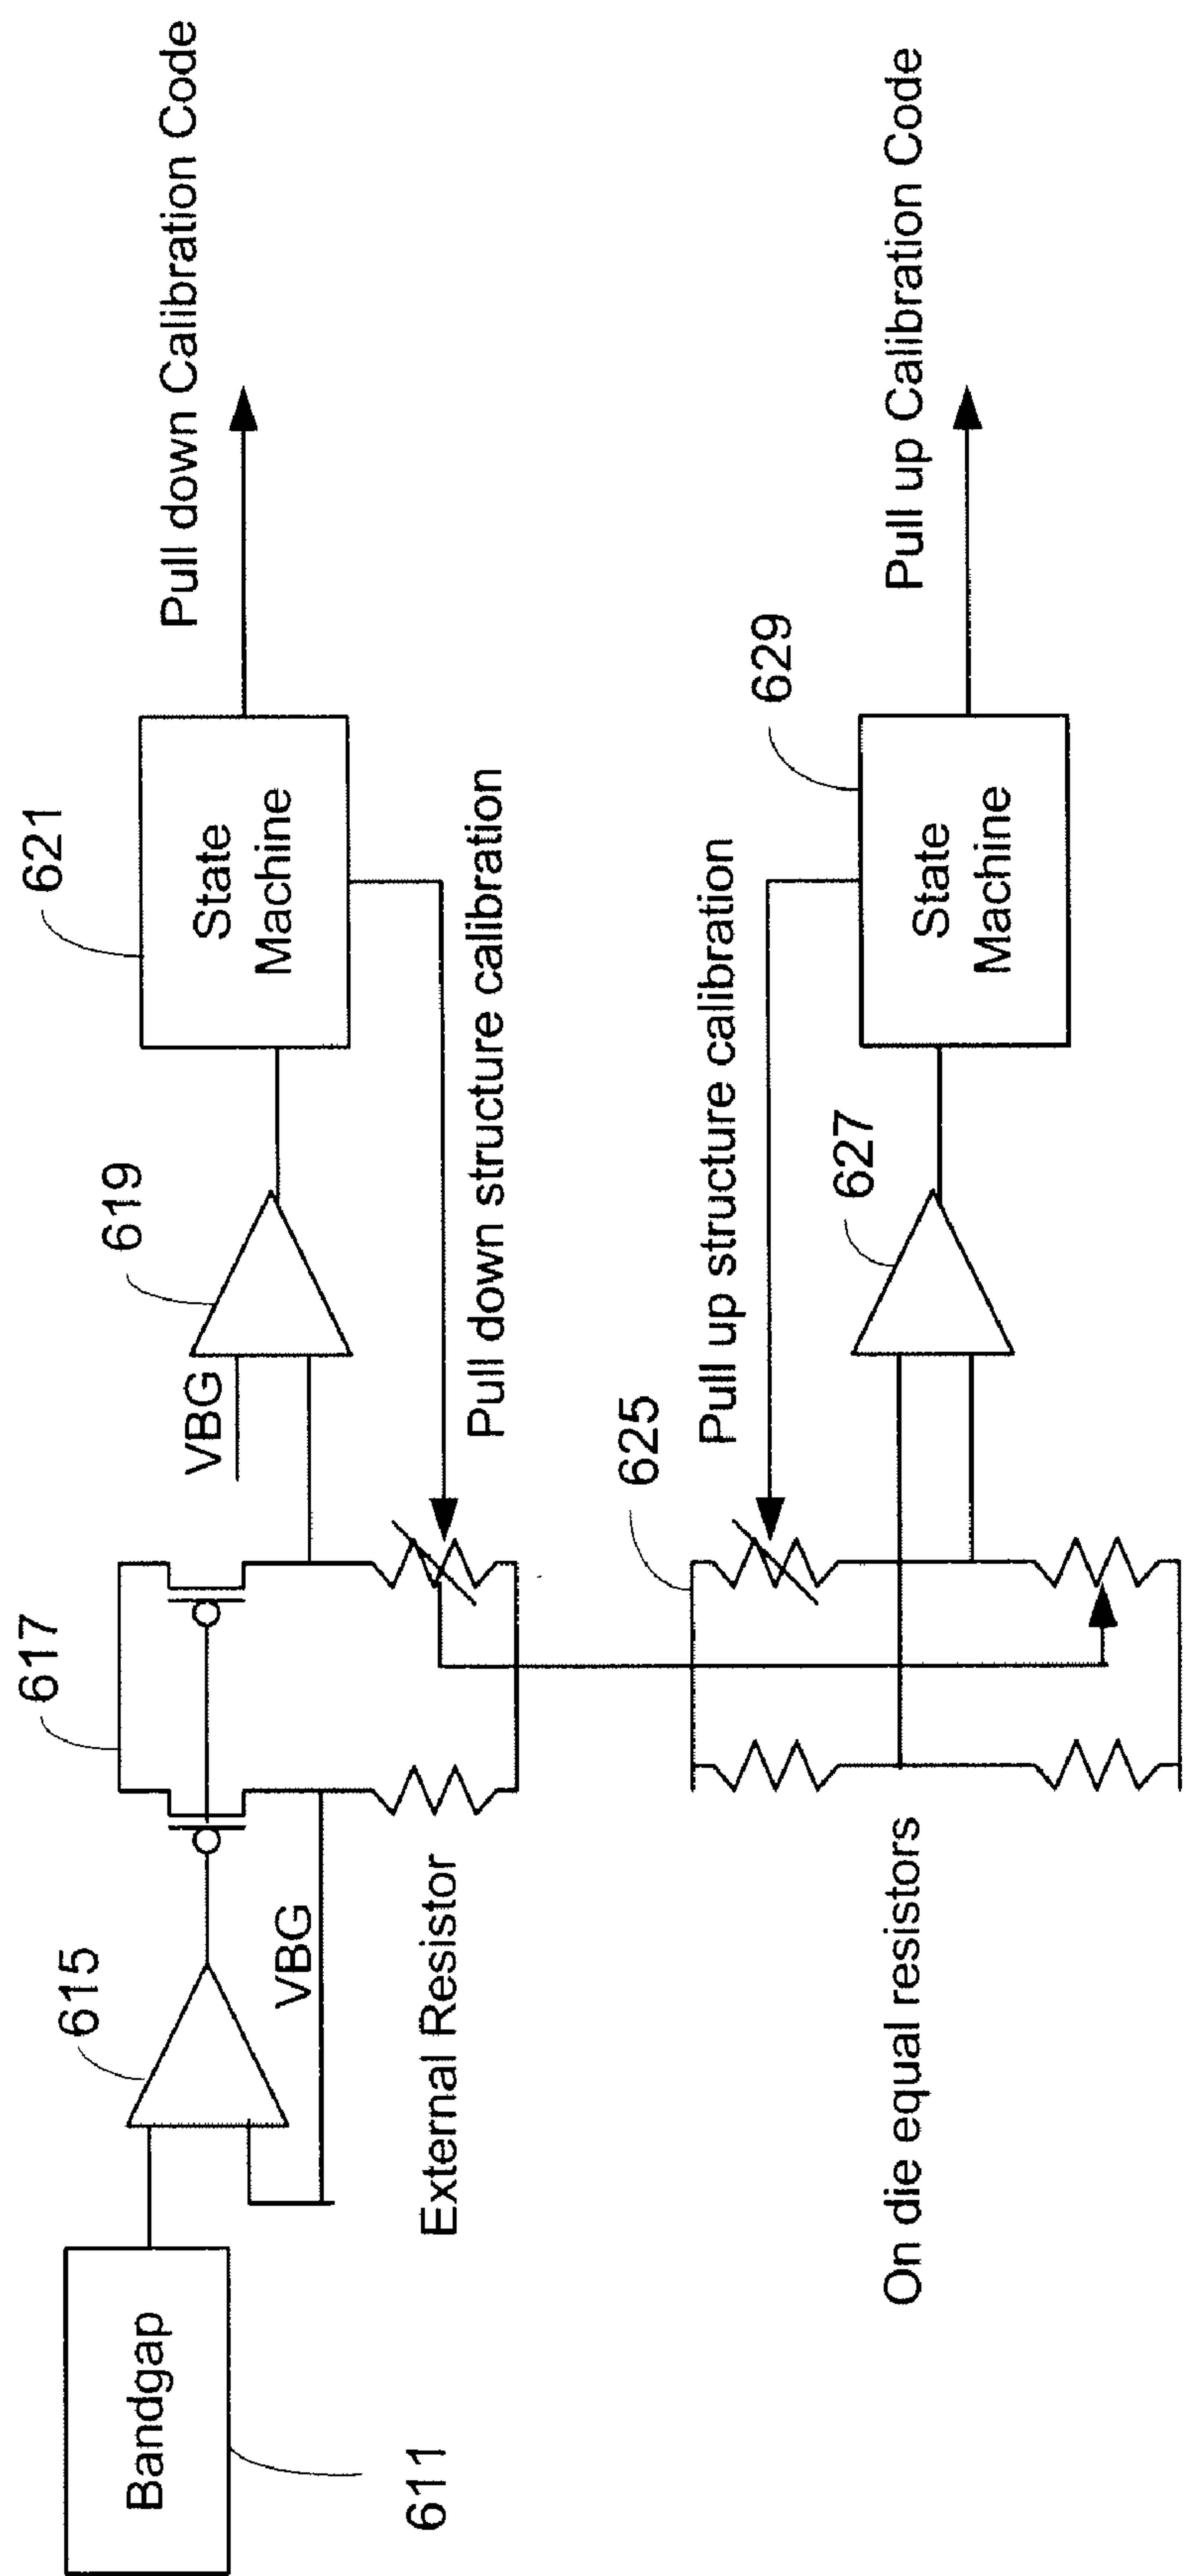 Bandgap
611
615
VBG
External Resistor
617
VBG
619
621
State
Machine
Pull down Calibration Code
Pull down structure calibration
On die equal resistors
625
Pull up structure calibration
627
629
State
Machine
Pull up Calibration Code